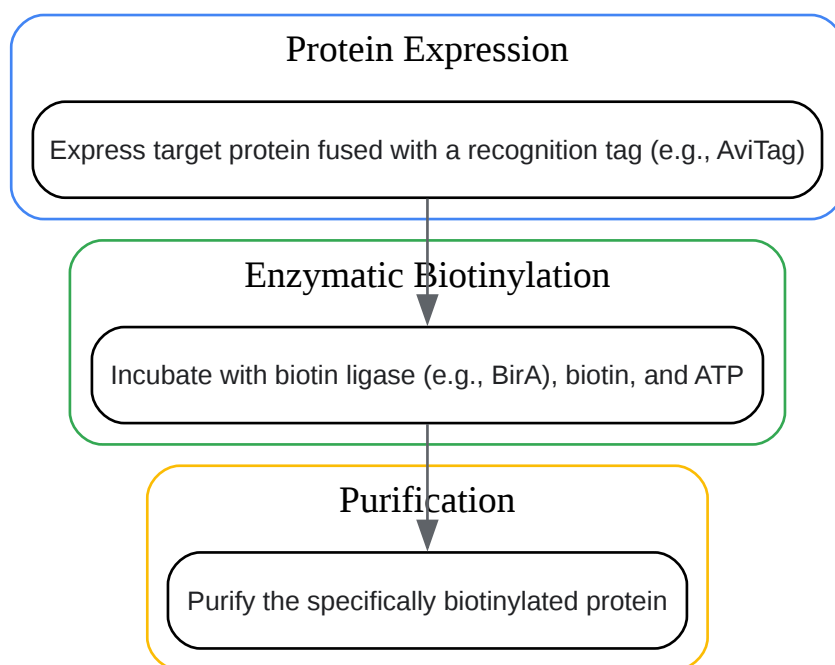 Protein Expression
Express target protein fused with a recognition tag (e.g., AviTag)
Enzymatic Biotinylation
Incubate with biotin ligase (e.g., BirA), biotin, and ATP
Purification
Purify the specifically biotinylated protein